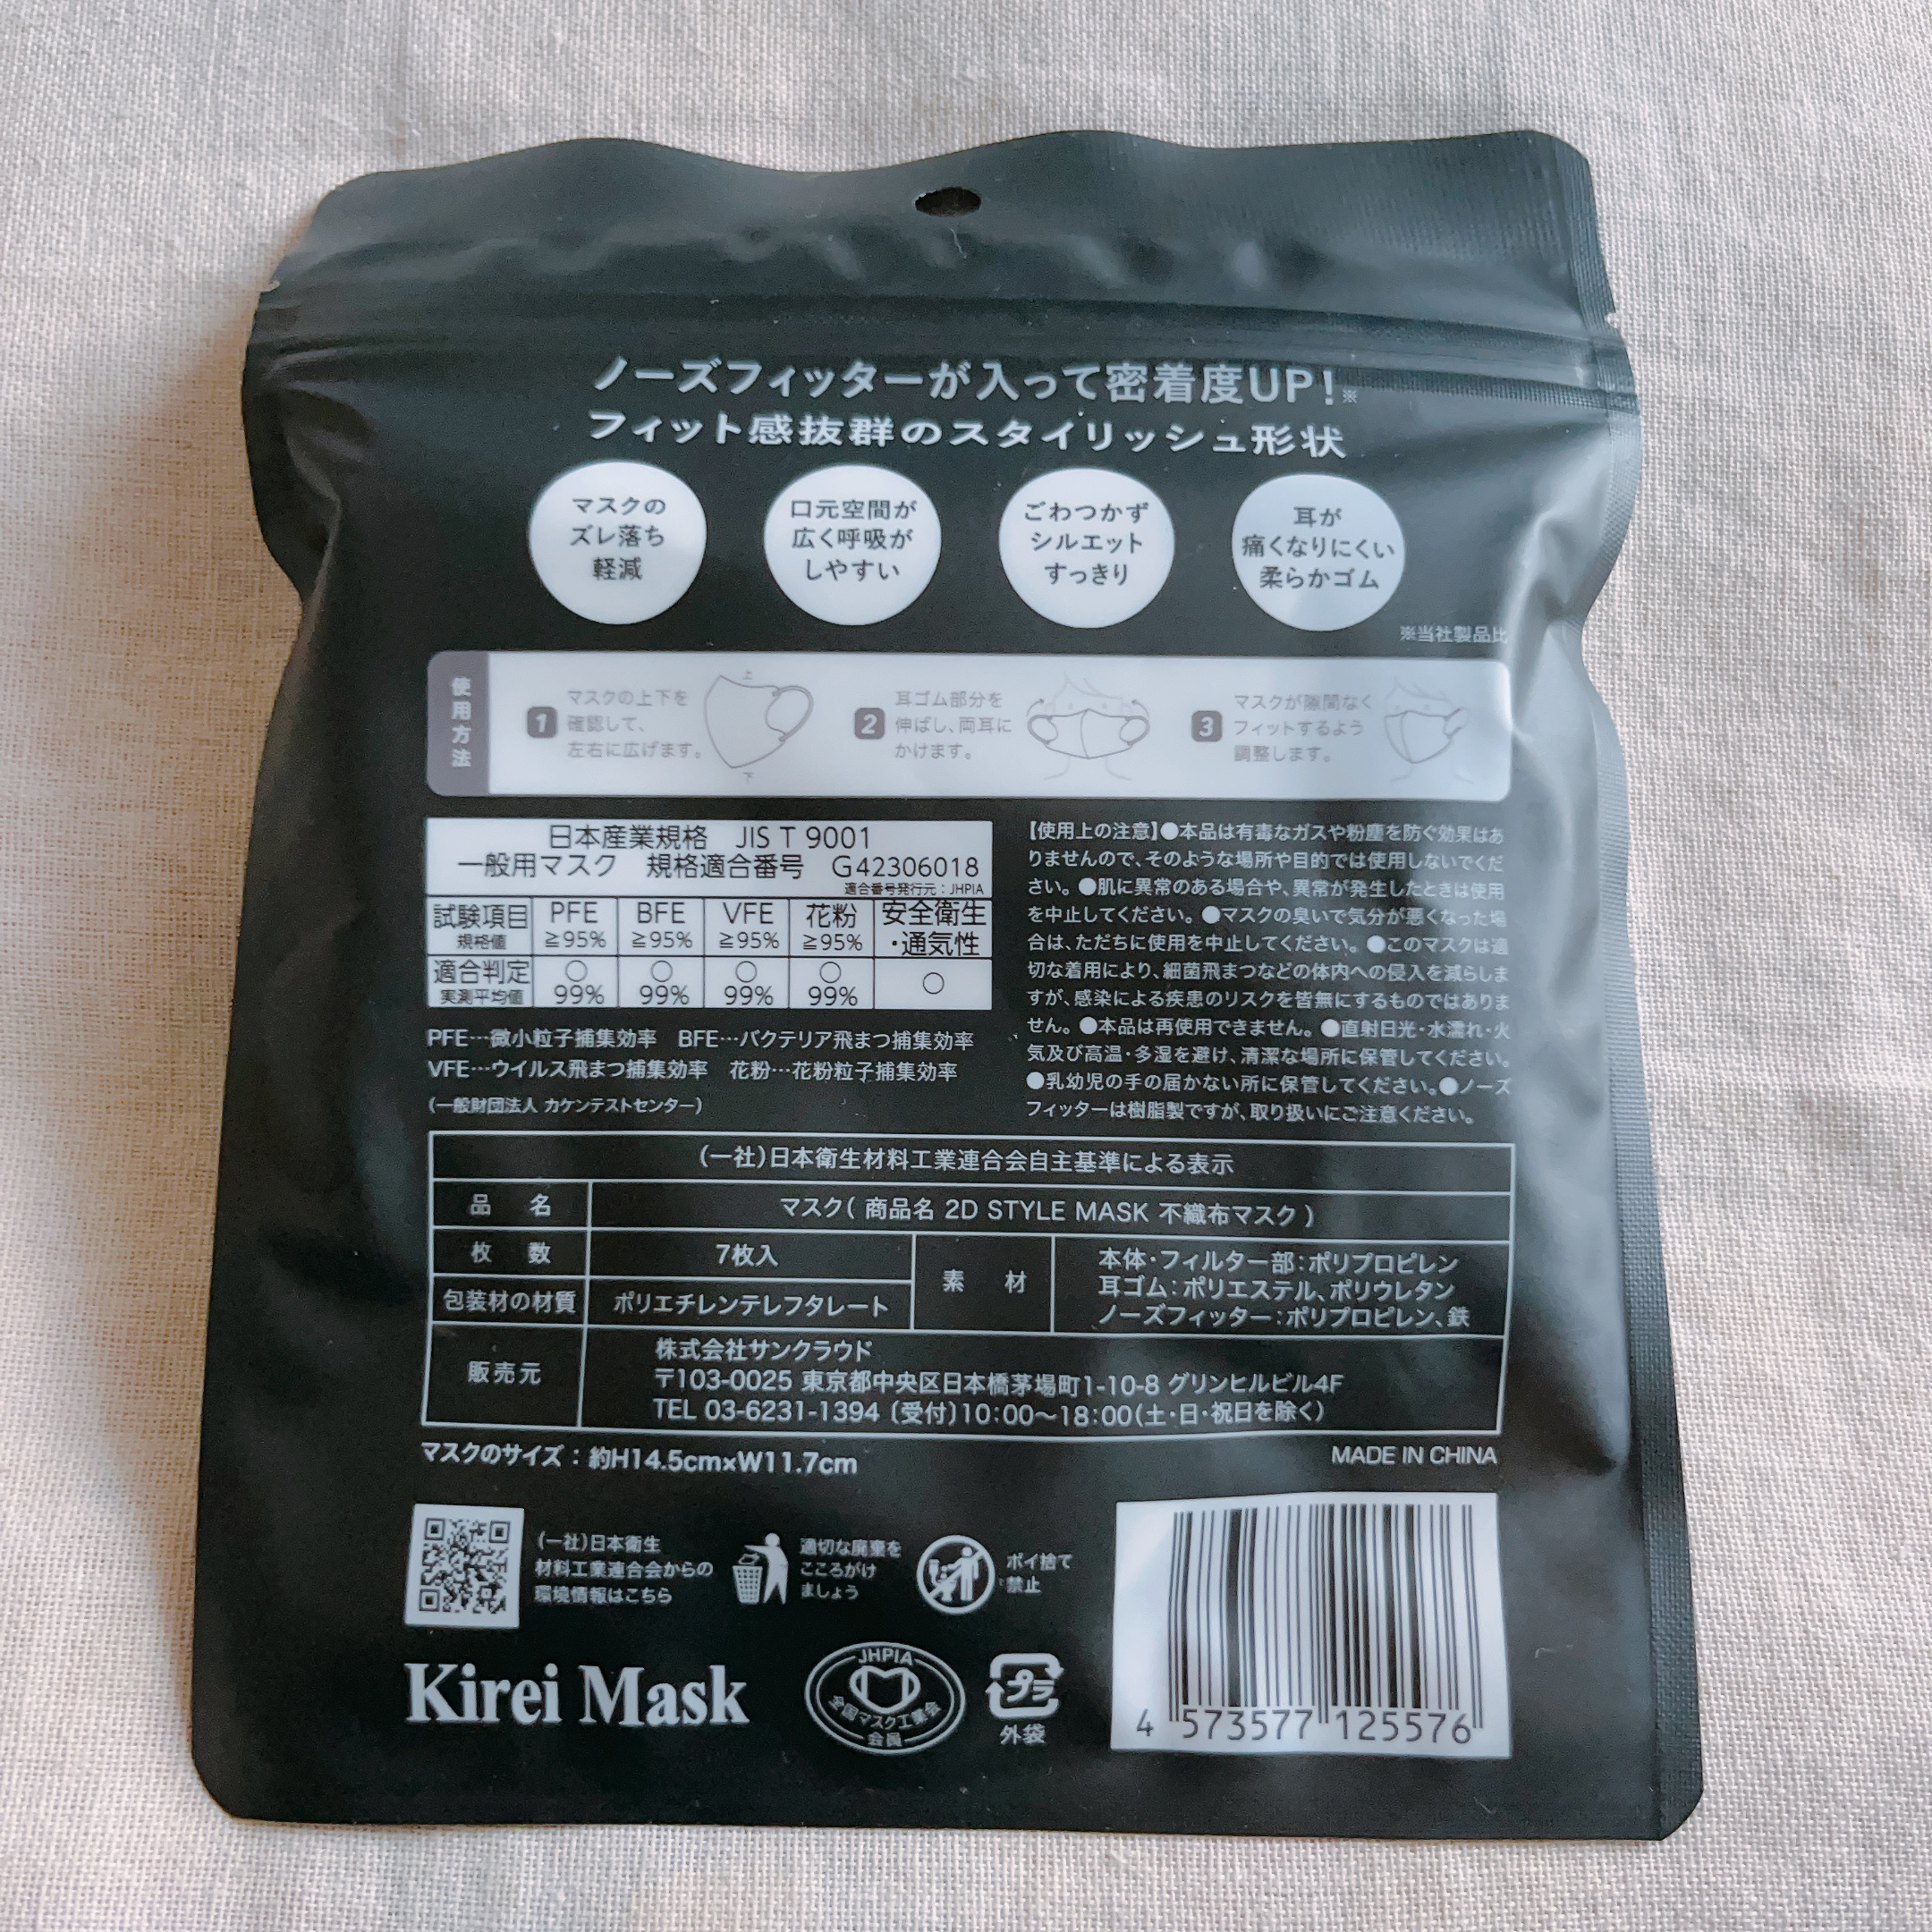 ノーズフィッターが入って密着度UP!※
フィット感抜群のスタイリッシュ形状
マスクの
ズレ落ち
軽減
口元空間が
広く呼吸が
しやすい
ごわつかず
シルエット
すっきり
耳が
痛くなりにくい
柔らかゴム
※当社製品比
使用方法
1 マスクの上下を
確認して、
左右に広げます。
上
下
2 耳ゴム部分を
伸ばし、両耳に
かけます。
3 マスクが隙間なく
フィットするよう
調整します。
日本産業規格 JIS T 9001
一般用マスク 規格適合番号 G42306018
適合番号発行元:JHPIA
試験項目 PFE BFE VFE 花粉 安全衛生
規格値 ≧95% ≧95% ≧95% ≧95% ・通気性
適合判定 ○ ○ ○ ○ ○
実測平均値 99% 99% 99% 99%
PFE…微小粒子捕集効率 BFE…バクテリア飛まつ捕集効率
VFE…ウイルス飛まつ捕集効率 花粉…花粉粒子捕集効率
(一般財団法人 カケンテストセンター)
【使用上の注意】●本品は有毒なガスや粉塵を防ぐ効果はあ
りませんので、そのような場所や目的では使用しないでくだ
さい。●肌に異常のある場合や、異常が発生したときは使用
を中止してください。●マスクの臭いで気分が悪くなった場
合は、ただちに使用を中止してください。●このマスクは適
切な着用により、細菌飛まつなどの体内への侵入を減らしま
すが、感染による疾患のリスクを皆無にするものではありま
せん。●本品は再使用できません。●直射日光・水濡れ・火
気及び高温・多湿を避け、清潔な場所に保管してください。
●乳幼児の手の届かない所に保管してください。●ノーズ
フィッターは樹脂製ですが、取り扱いにご注意ください。
(一社)日本衛生材料工業連合会自主基準による表示
品名 マスク( 商品名 2D STYLE MASK 不織布マスク )
枚数 7枚入
包装材の材質 ポリエチレンテレフタレート
素材 本体・フィルター部:ポリプロピレン
耳ゴム:ポリエステル、ポリウレタン
ノーズフィッター:ポリプロピレン、鉄
販売元 株式会社サンクラウド
〒103-0025 東京都中央区日本橋茅場町1-10-8 グリンヒルビル4F
TEL 03-6231-1394 〔受付〕10:00〜18:00(土・日・祝日を除く)
マスクのサイズ:約H14.5cm×W11.7cm
MADE IN CHINA
(一社)日本衛生
材料工業連合会からの
環境情報はこちら
適切な廃棄を
こころがけ
ましょう
ポイ捨て
禁止
Kirei Mask
JHPIA
全国マスク工業会
会員
プラ
外袋
4 573577 125576